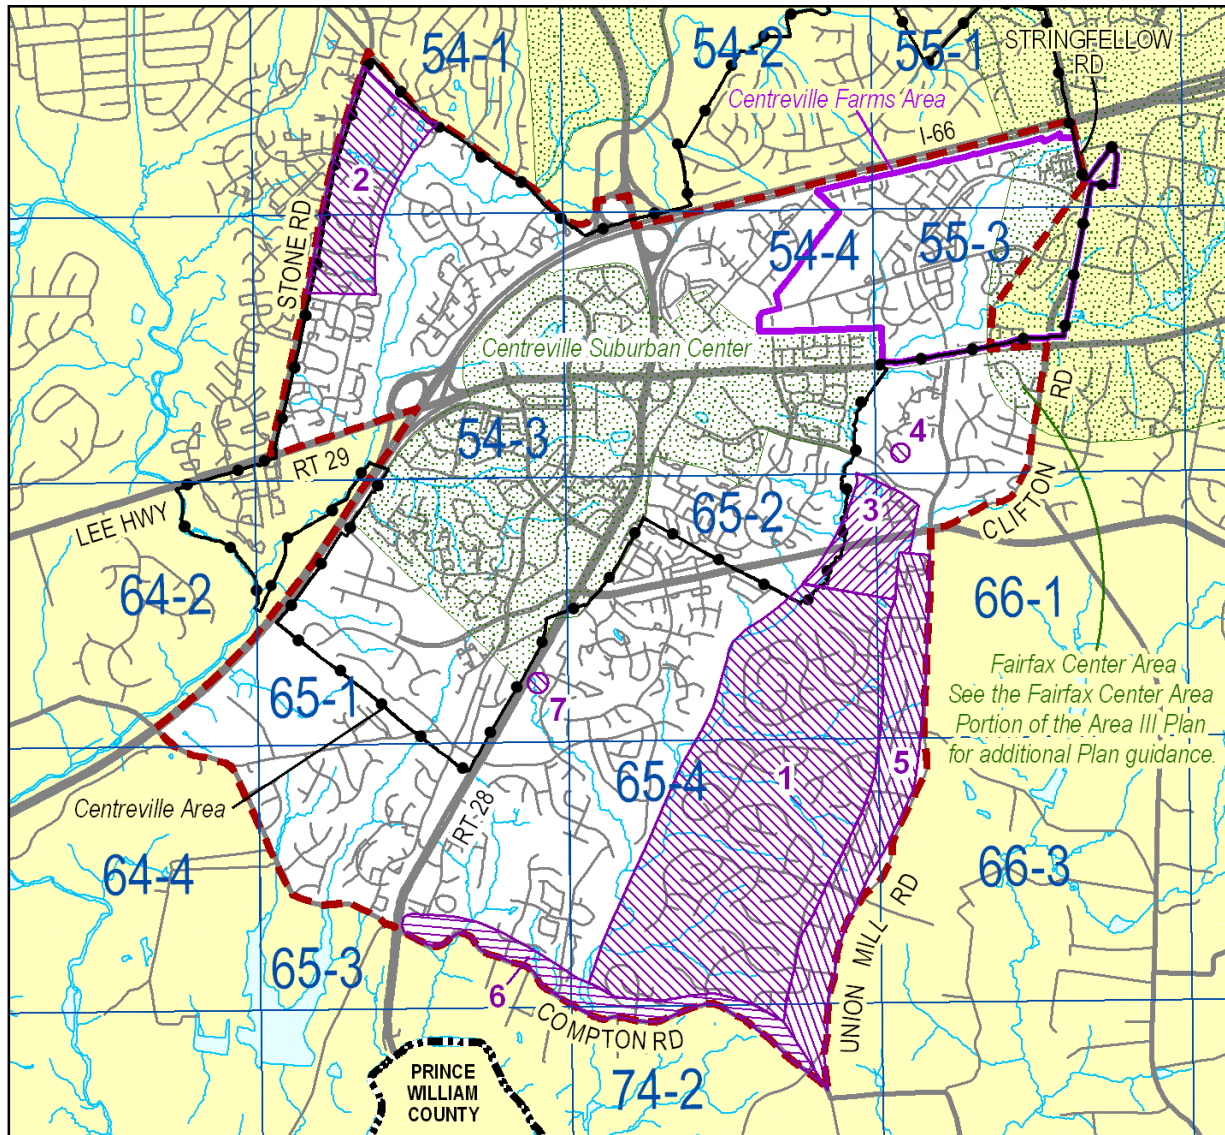 54-1
54-2
55-1
STRINGFELLOW
RD
Centreville Farms Area
I-66
2
STONE RD
54-4
55-3
Centreville Suburban Center
RD
54-3
4
RT 29
CLIFTON
LEE HWY
65-2
3
64-2
66-1
Fairfax Center Area
See the Fairfax Center Area
Portion of the Area III Plan
for additional Plan guidance.
65-1
7
65-4
1
5
Centreville Area
RT 28
64-4
66-3
RD
65-3
MILL
6
COMPTON RD
UNION
PRINCE
WILLIAM
COUNTY
74-2